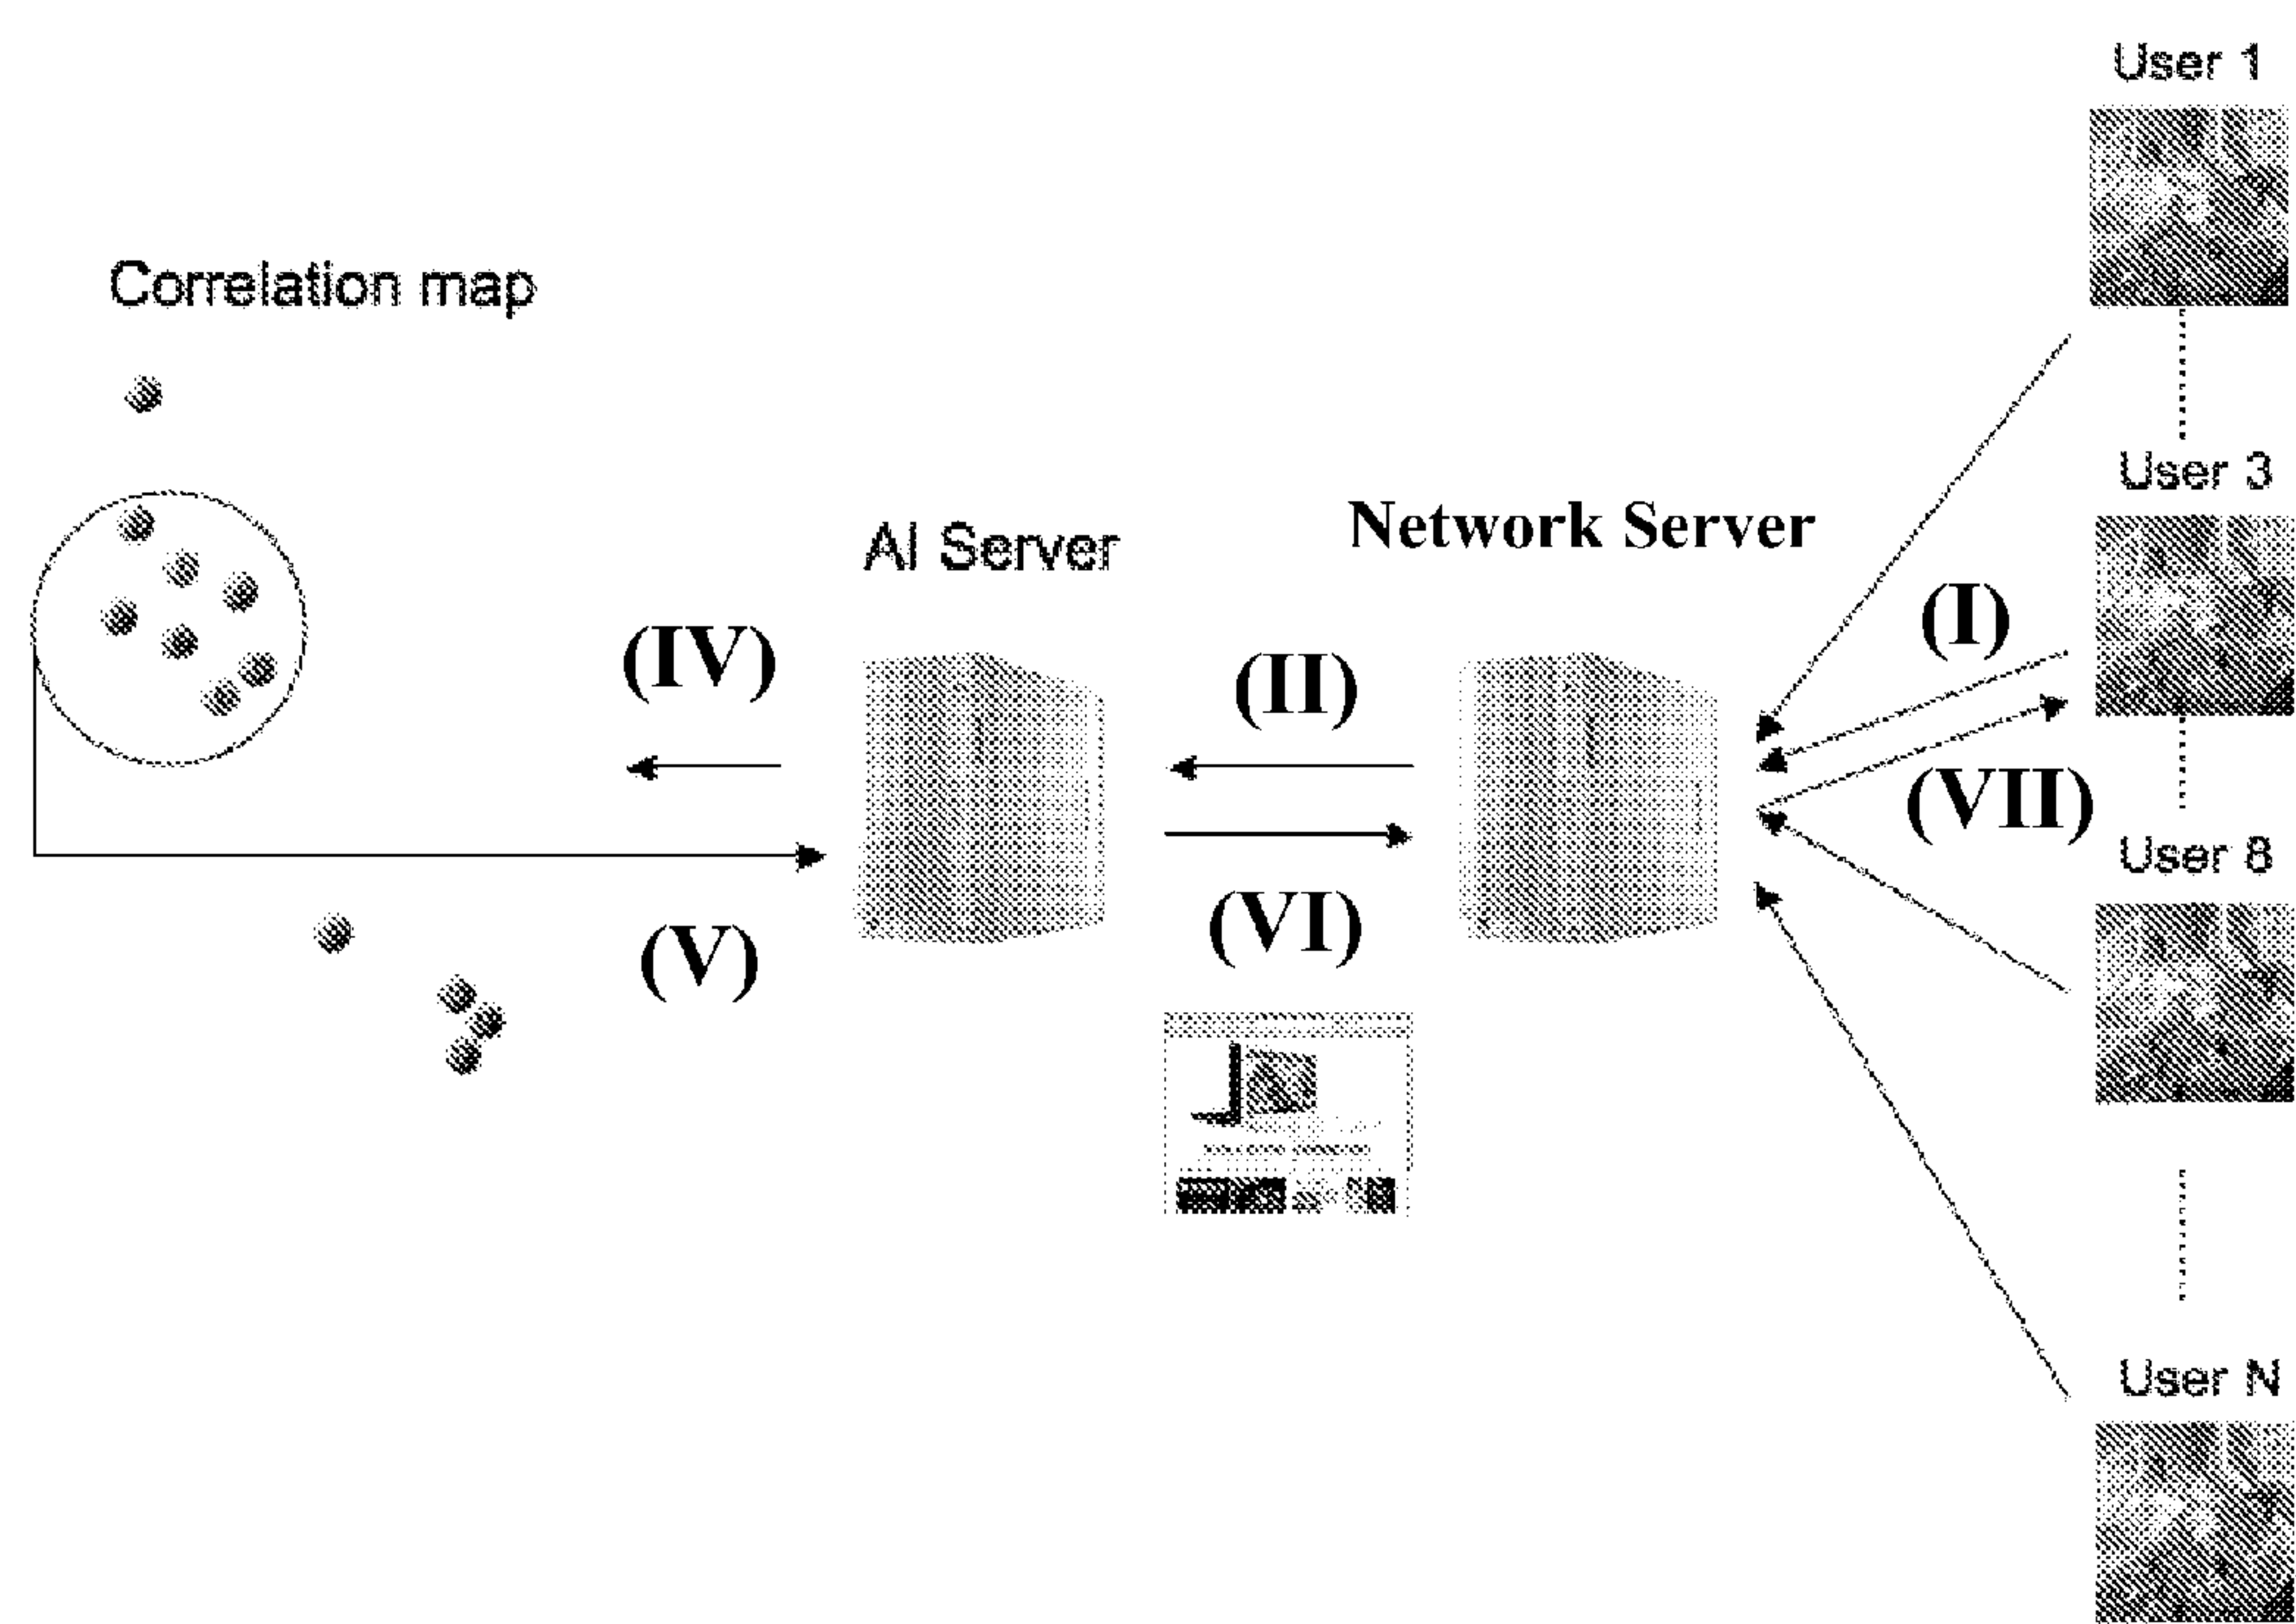 User 1
Correlation map
User 3
Network Server
AI Server
(I)
(IV)
(II)
(VII)
User 8
(VI)
(V)
User N